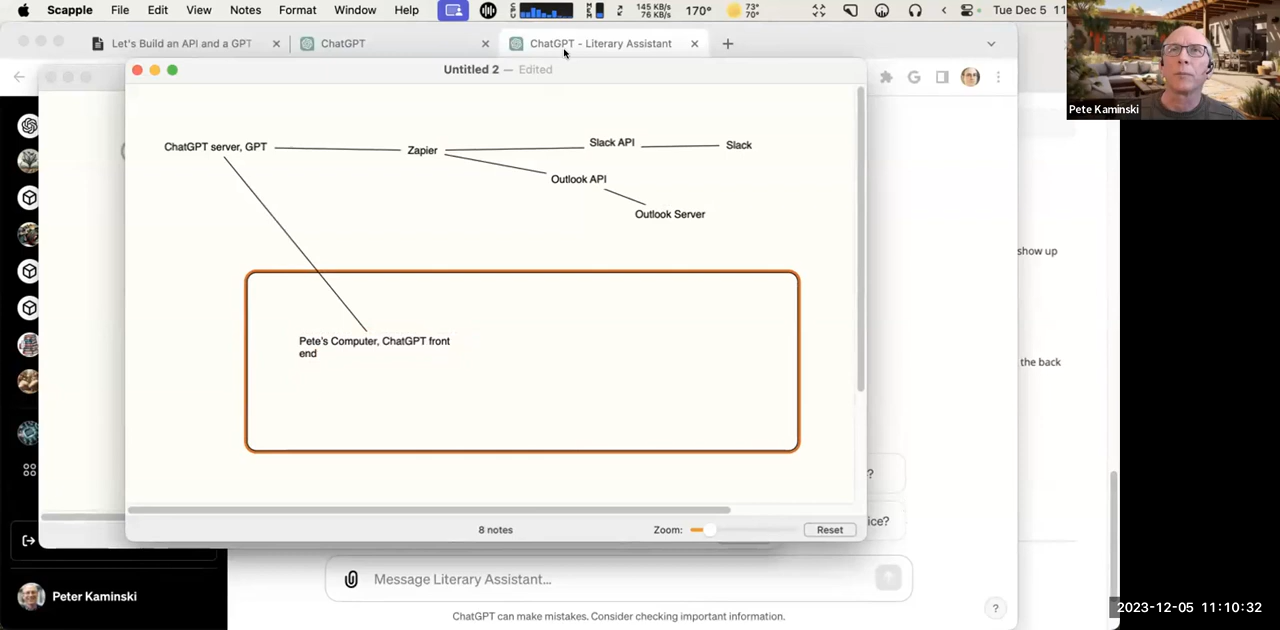 Scapple File Edit View Notes Format Window Help 145 KB/s 76 KB/s 170° 73° 70° Tue Dec 5 11
Let's Build an API and a GPT ChatGPT ChatGPT - Literary Assistant
Untitled 2 — Edited
Pete Kaminski
ChatGPT server, GPT
Zapier
Slack API
Slack
Outlook API
Outlook Server
show up
Pete's Computer, ChatGPT front
end
the back
?
ice?
8 notes
Zoom:
Reset
Message Literary Assistant...
Peter Kaminski
?
2023-12-05 11:10:32
ChatGPT can make mistakes. Consider checking important information.